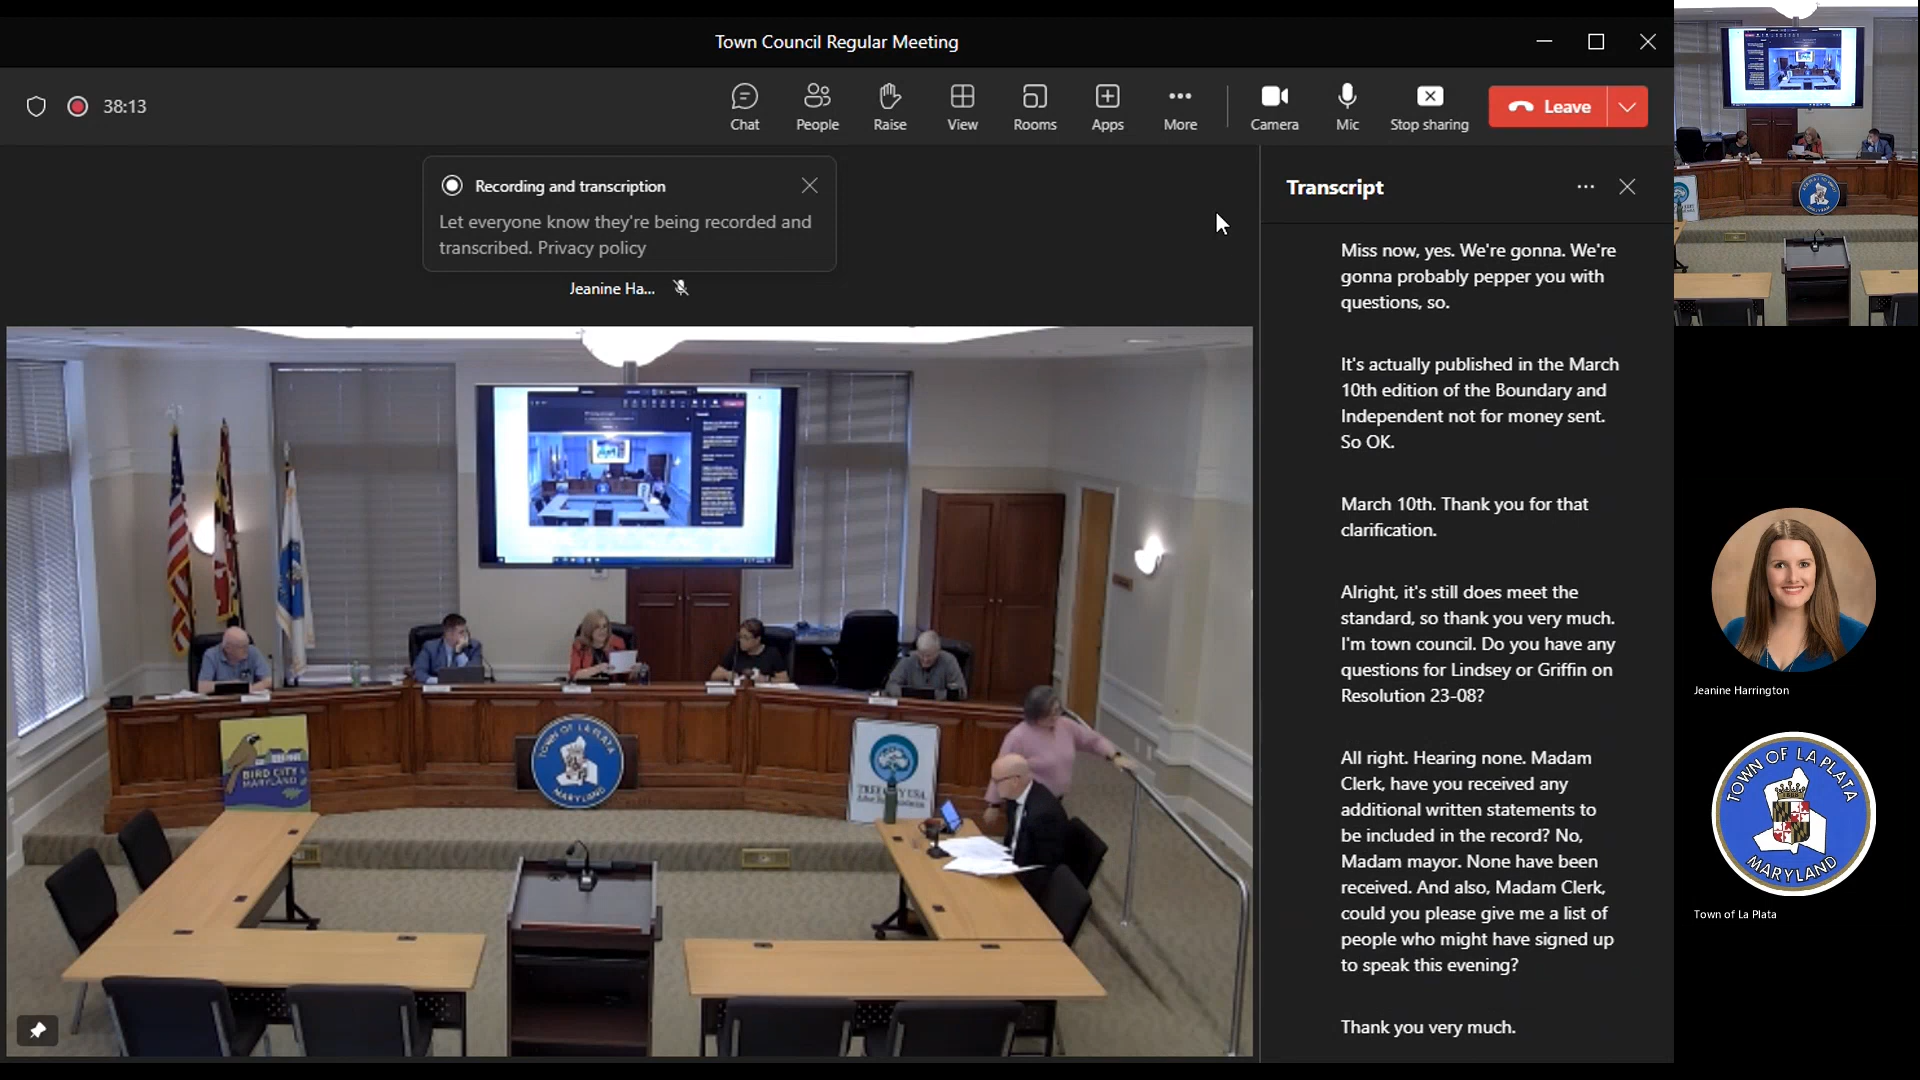 Town Council Regular Meeting
38:13
Chat
People
Raise
View
Rooms
Apps
More
Camera
Mic
Stop sharing
Leave
Recording and transcription
Let everyone know they're being recorded and
transcribed. Privacy policy
Jeanine Ha...
BIRD CITY
MARYLAND
TOWN OF LA PLATA
MARYLAND
TREE CITY USA
Transcript
Miss now, yes. We're gonna. We're
gonna probably pepper you with
questions, so.
It's actually published in the March
10th edition of the Boundary and
Independent not for money sent.
So OK.
March 10th. Thank you for that
clarification.
Alright, it's still does meet the
standard, so thank you very much.
I'm town council. Do you have any
questions for Lindsey or Griffin on
Resolution 23-08?
All right. Hearing none. Madam
Clerk, have you received any
additional written statements to
be included in the record? No,
Madam mayor. None have been
received. And also, Madam Clerk,
could you please give me a list of
people who might have signed up
to speak this evening?
Thank you very much.
Jeanine Harrington
TOWN OF LA PLATA
MARYLAND
Town of La Plata